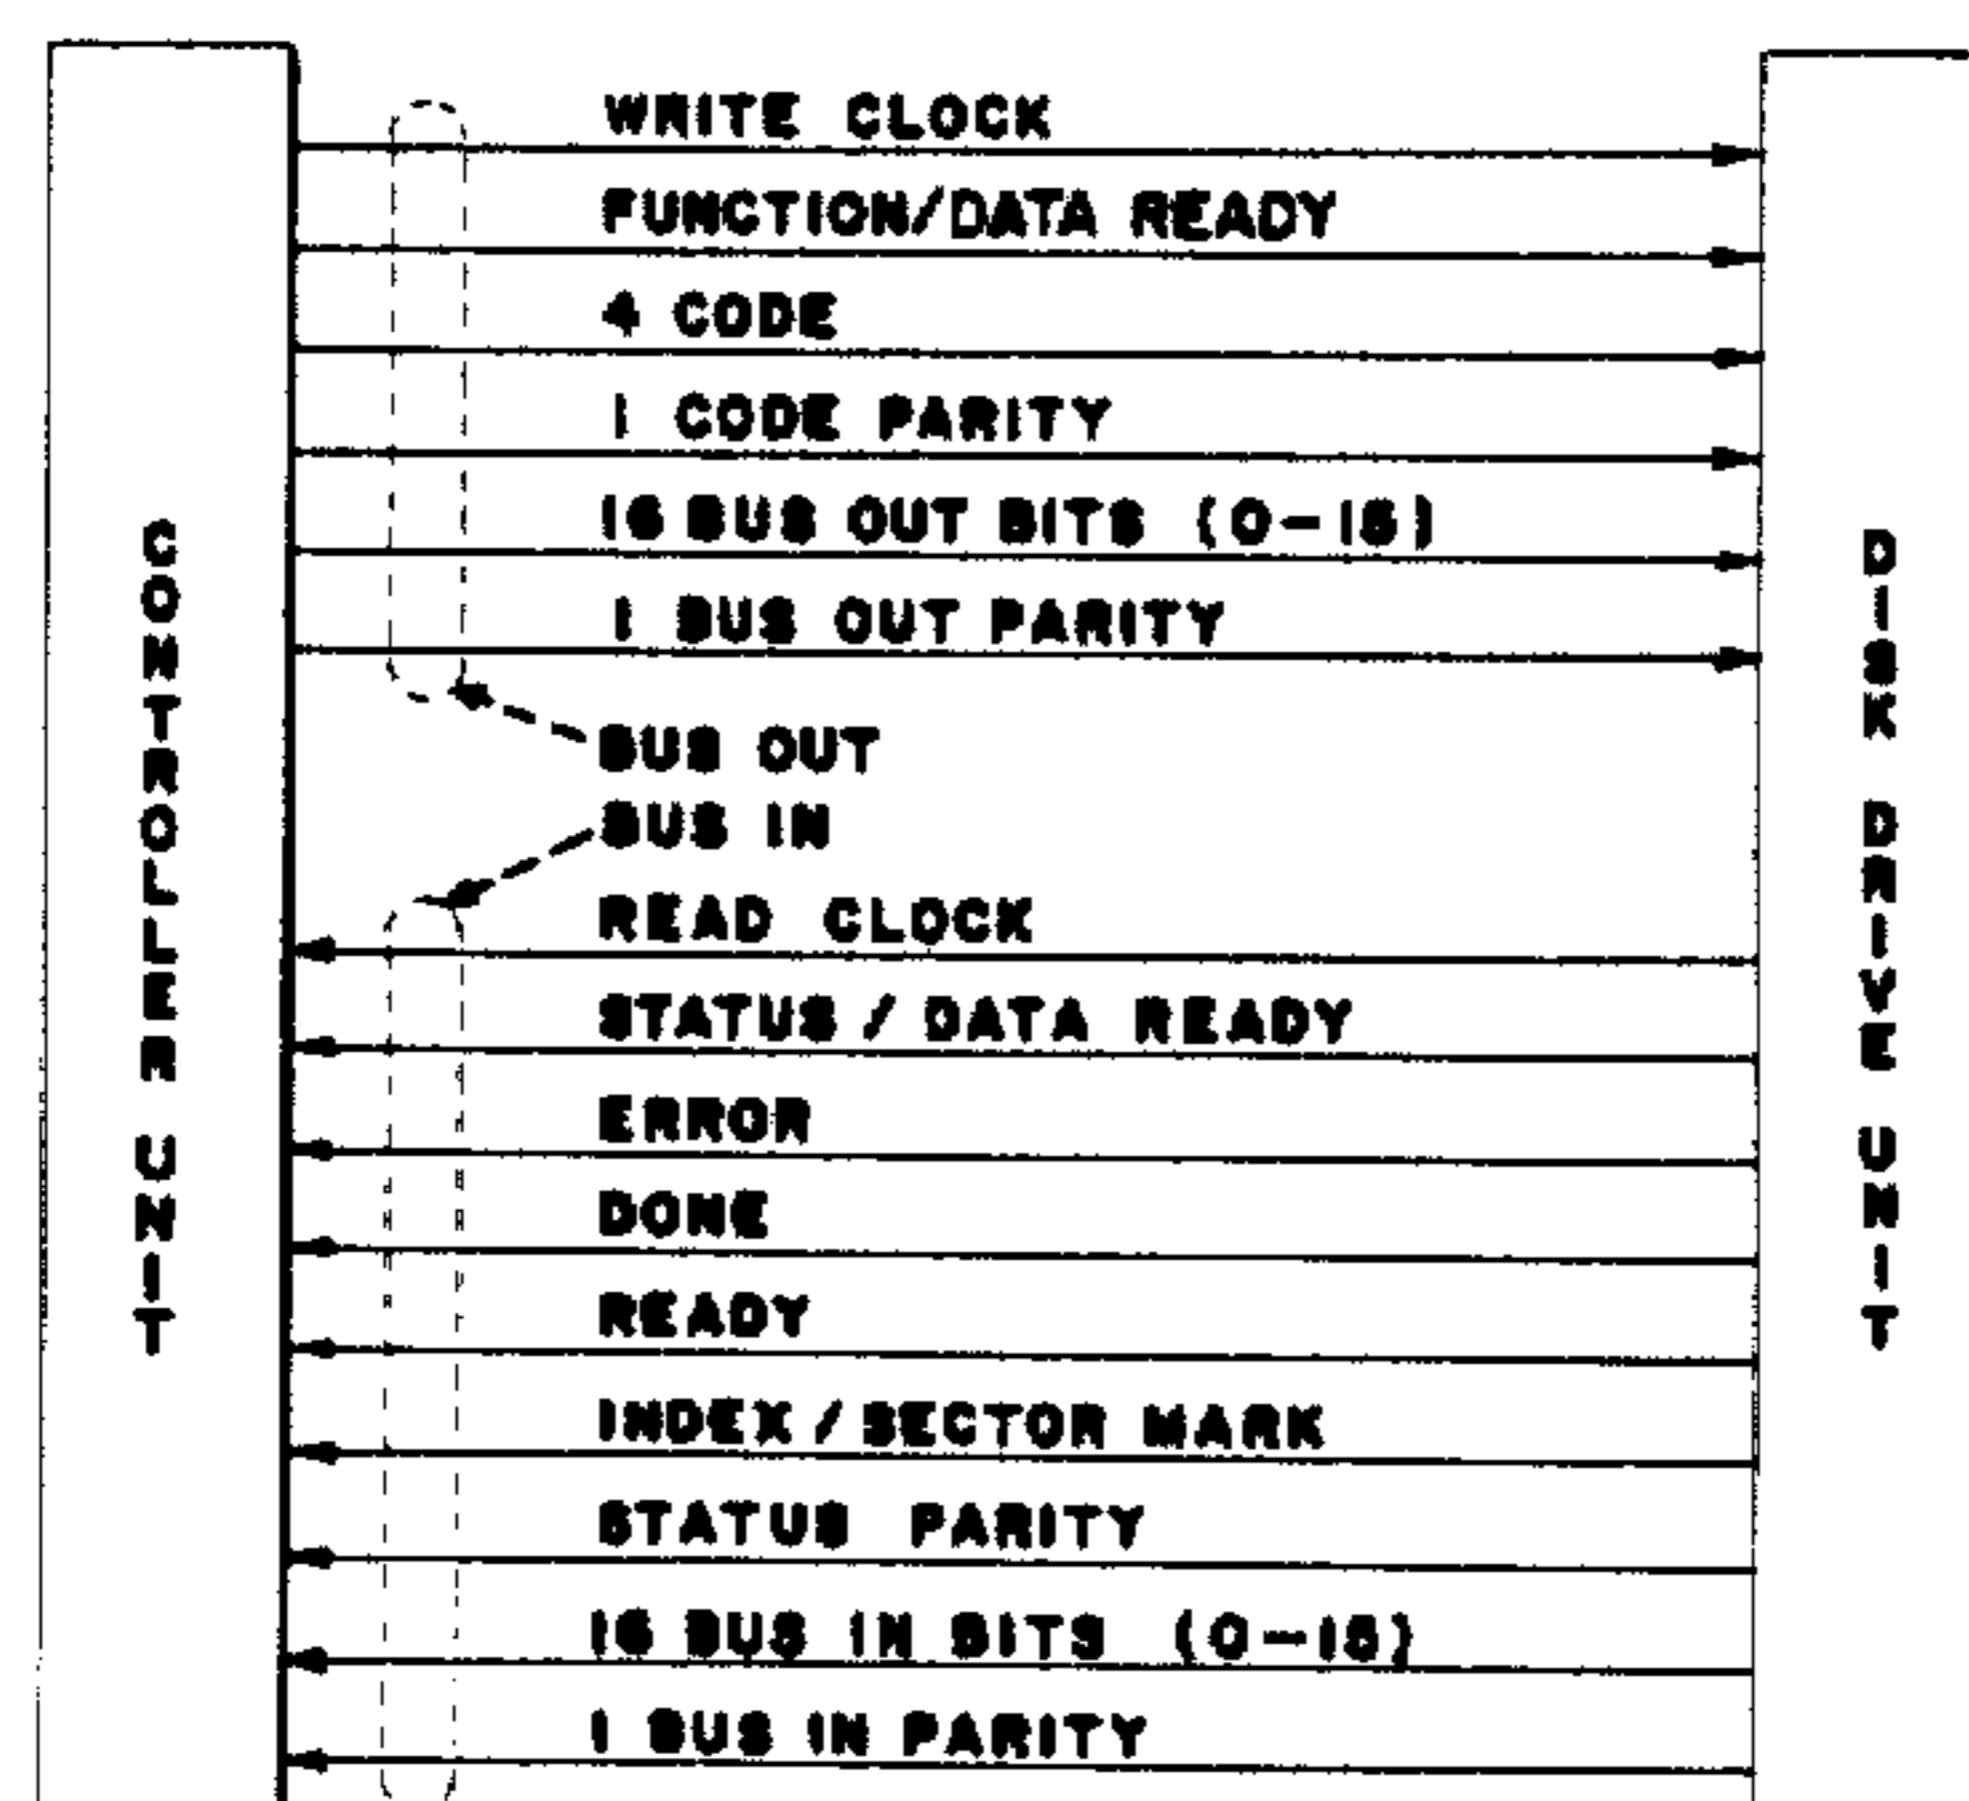 WRITE CLOCK
FUNCTION/DATA READY
4 CODE
1 CODE PARITY
16 BUS OUT BITS (0-15)
1 BUS OUT PARITY
CONTROLLER UNIT
DISK DRIVE UNIT
BUS OUT
BUS IN
READ CLOCK
STATUS / DATA READY
ERROR
DONE
READY
INDEX / SECTOR MARK
STATUS PARITY
16 BUS IN BITS (0-15)
1 BUS IN PARITY